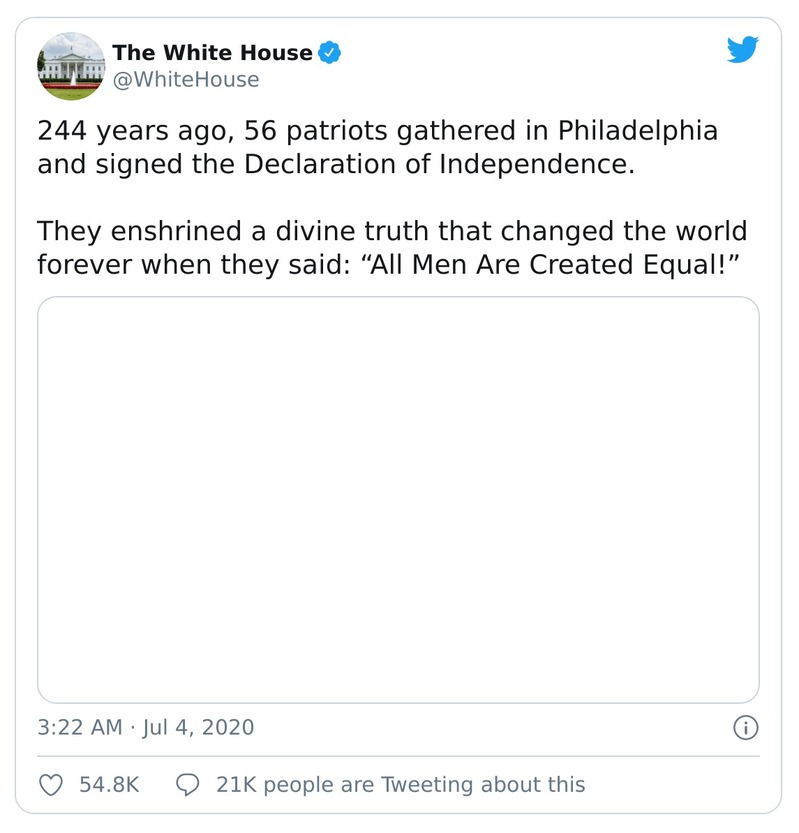 The White House
@WhiteHouse
244 years ago, 56 patriots gathered in Philadelphia
and signed the Declaration of Independence.
They enshrined a divine truth that changed the world
forever when they said: “All Men Are Created Equal!”
3:22 AM · Jul 4, 2020
54.8K 21K people are Tweeting about this